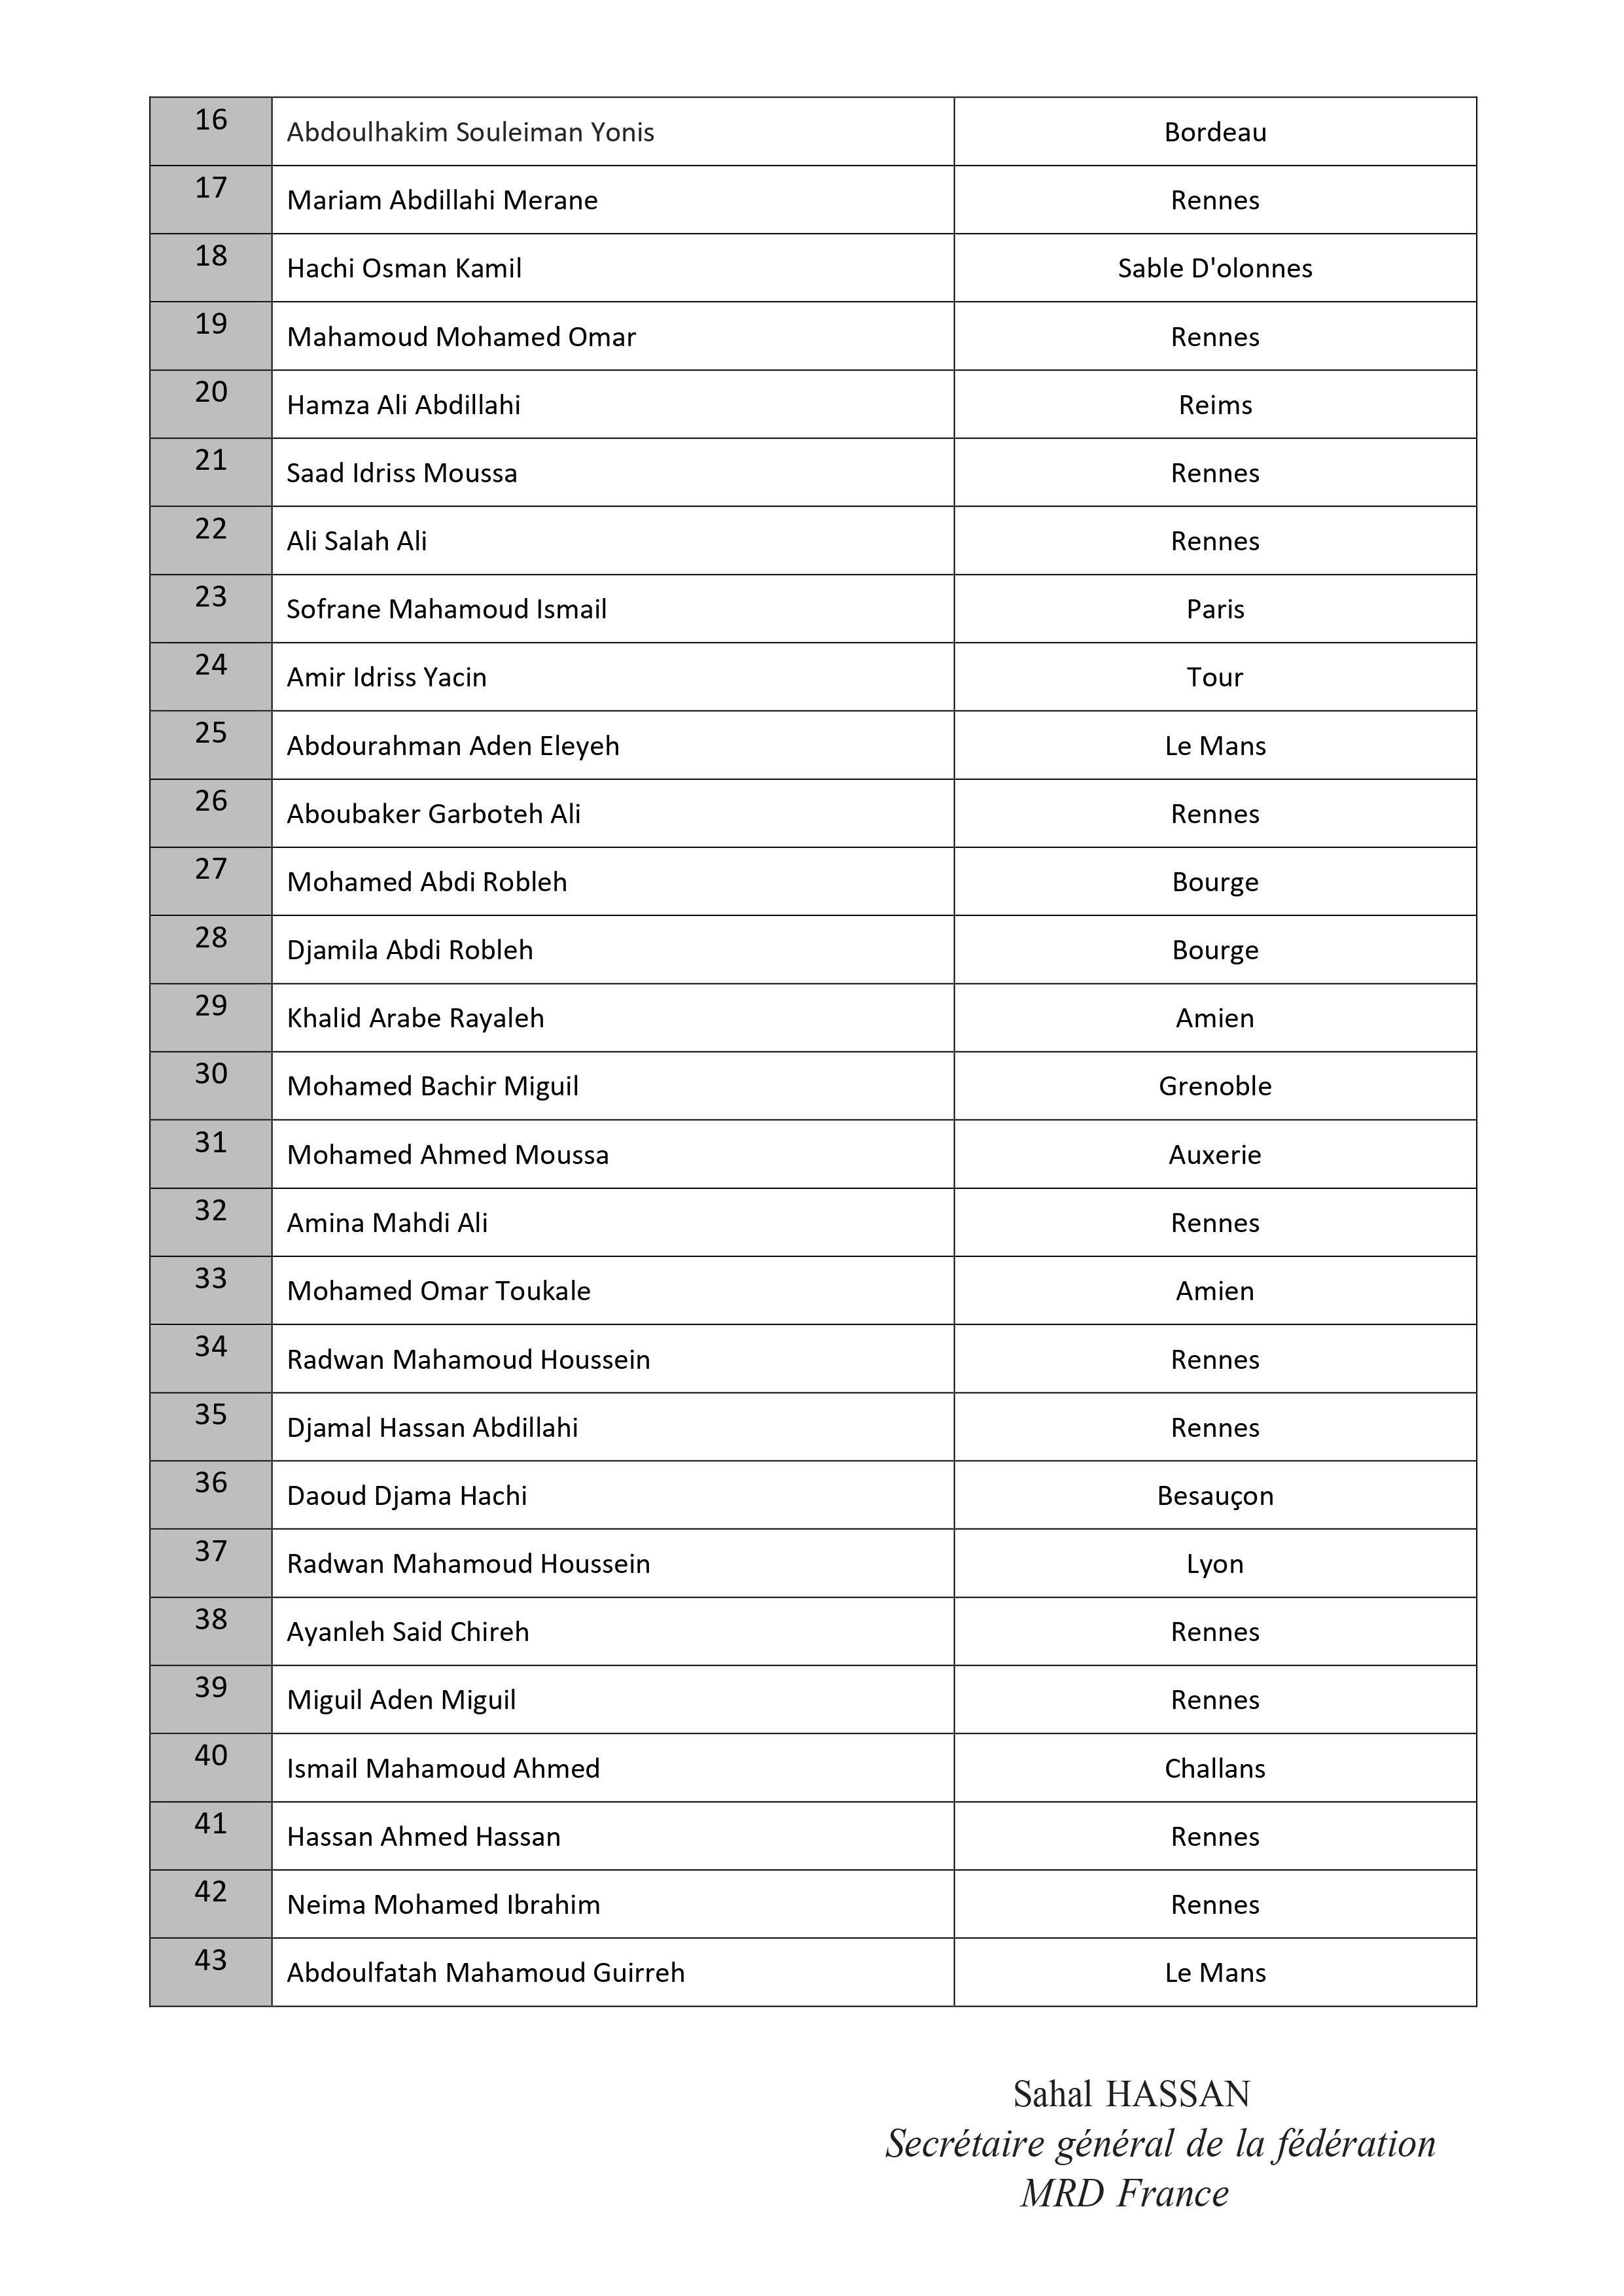 16 Abdoulhakim Souleiman Yonis Bordeau
17 Mariam Abdillahi Merane Rennes
18 Hachi Osman Kamil Sable D'olonnes
19 Mahamoud Mohamed Omar Rennes
20 Hamza Ali Abdillahi Reims
21 Saad Idriss Moussa Rennes
22 Ali Salah Ali Rennes
23 Sofrane Mahamoud Ismail Paris
24 Amir Idriss Yacin Tour
25 Abdourahman Aden Eleyeh Le Mans
26 Aboubaker Garboteh Ali Rennes
27 Mohamed Abdi Robleh Bourge
28 Djamila Abdi Robleh Bourge
29 Khalid Arabe Rayaleh Amien
30 Mohamed Bachir Miguil Grenoble
31 Mohamed Ahmed Moussa Auxerie
32 Amina Mahdi Ali Rennes
33 Mohamed Omar Toukale Amien
34 Radwan Mahamoud Houssein Rennes
35 Djamal Hassan Abdillahi Rennes
36 Daoud Djama Hachi Besauçon
37 Radwan Mahamoud Houssein Lyon
38 Ayanleh Said Chireh Rennes
39 Miguil Aden Miguil Rennes
40 Ismail Mahamoud Ahmed Challans
41 Hassan Ahmed Hassan Rennes
42 Neima Mohamed Ibrahim Rennes
43 Abdoulfatah Mahamoud Guirreh Le Mans
Sahal HASSAN
Secrétaire général de la fédération
MRD France